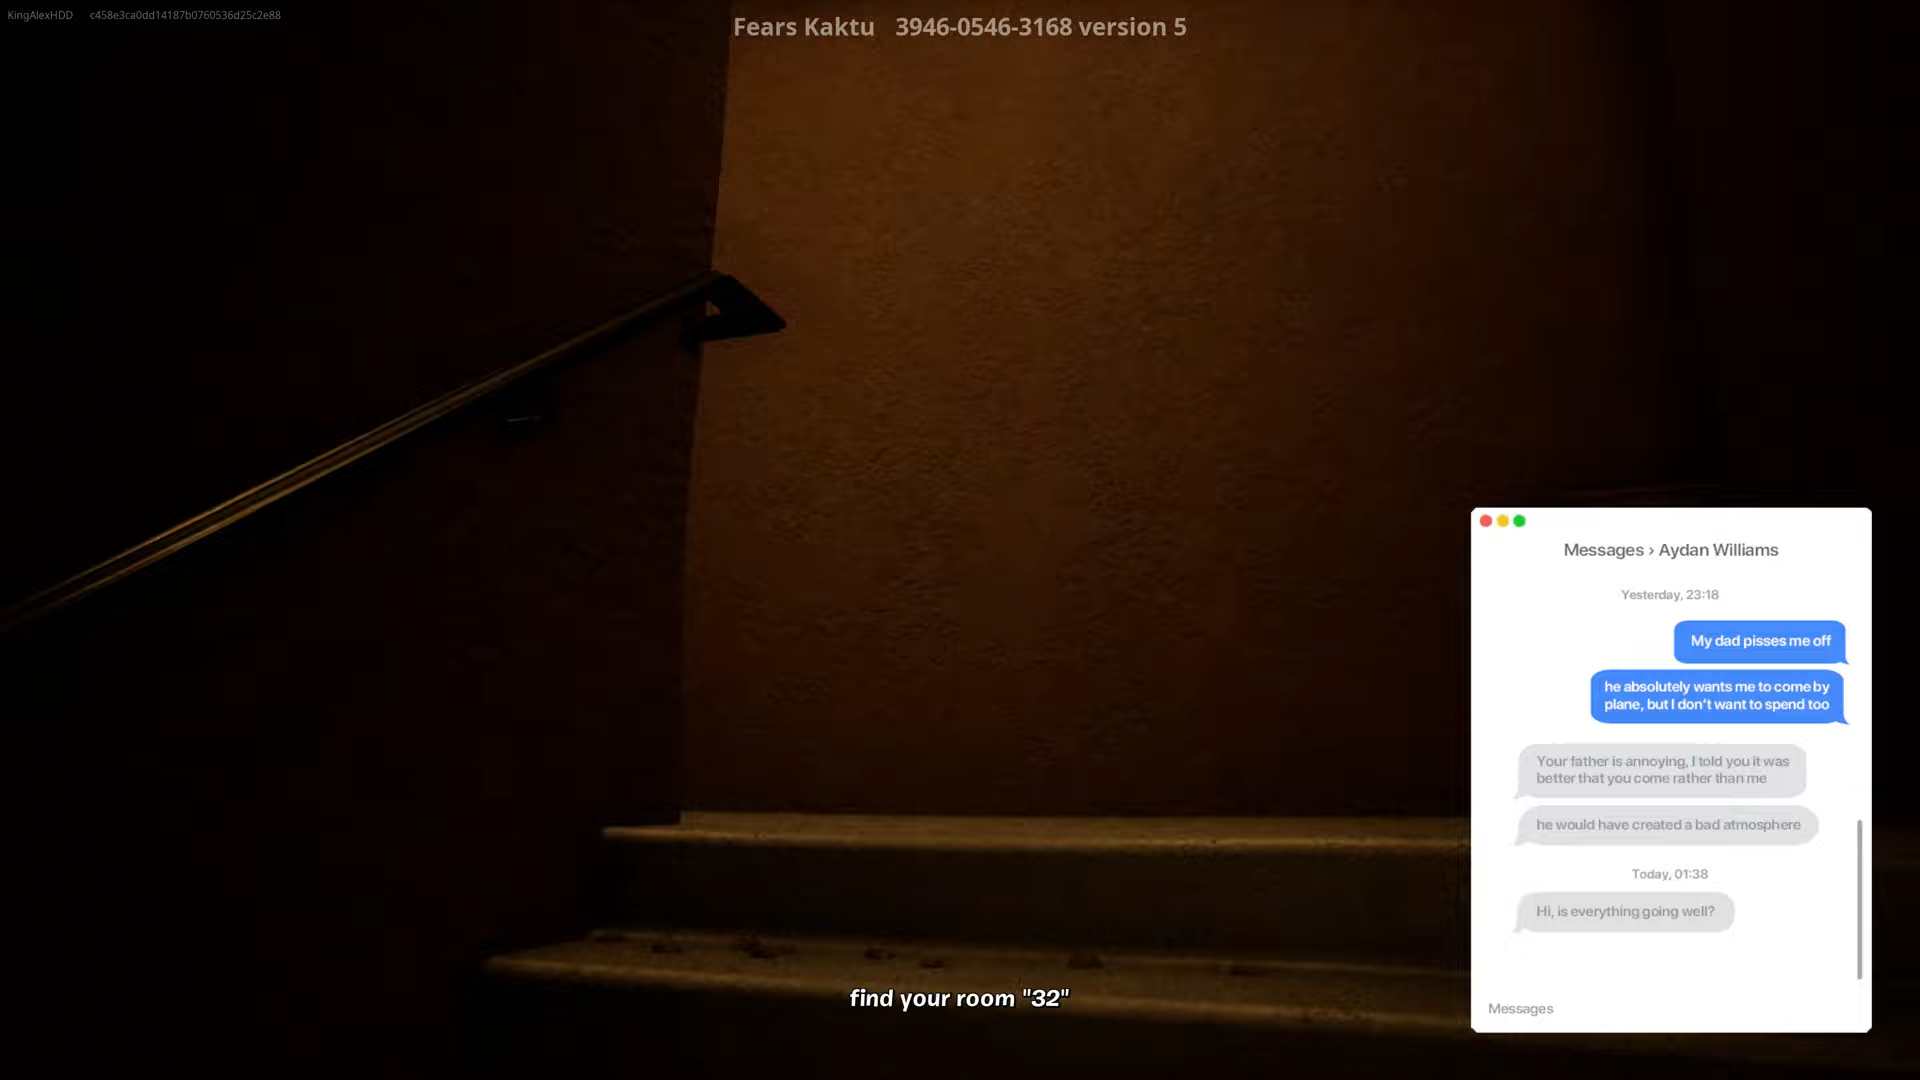 KingAlexHDD c458e3ca0dd14187b0760536d25c2e88
Fears Kaktu 3946-0546-3168 version 5
Messages › Aydan Williams
Yesterday, 23:18
My dad pisses me off
he absolutely wants me to come by
plane, but I don't want to spend too
Your father is annoying, I told you it was
better that you come rather than me
he would have created a bad atmosphere
Today, 01:38
Hi, is everything going well?
Messages
find your room "32"